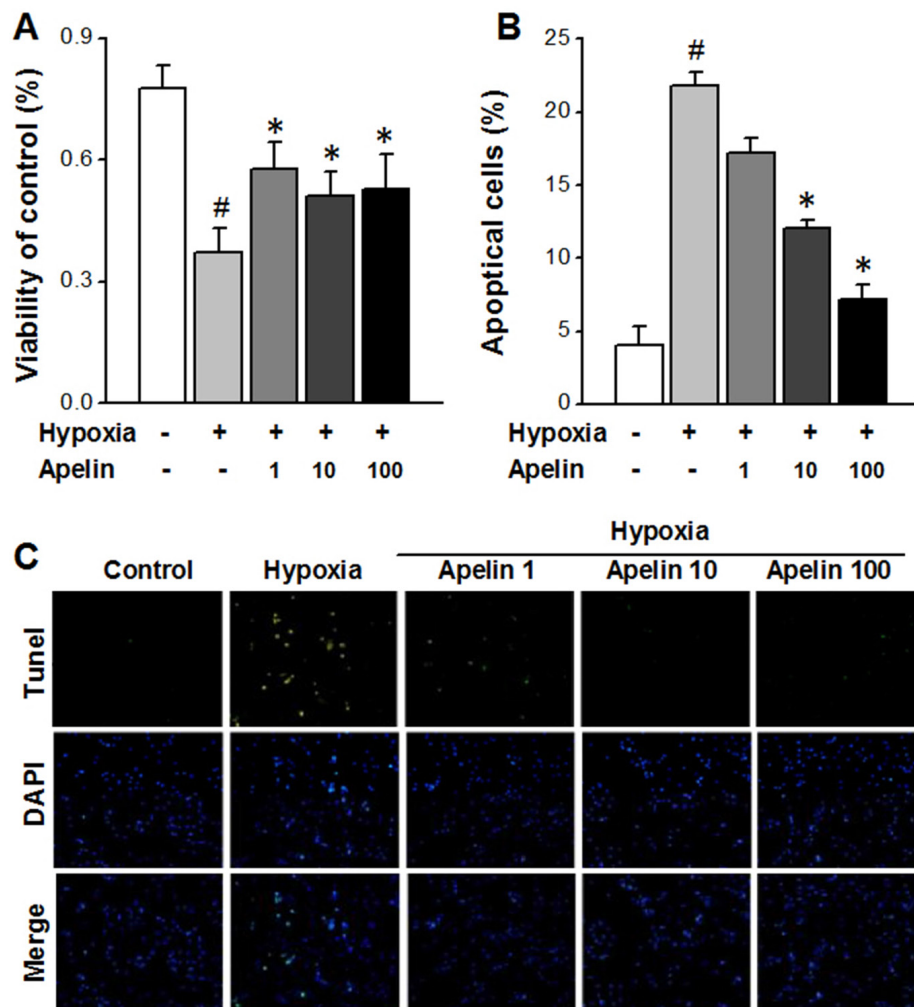 A
Viability of control (%)
0.9
0.6
0.3
0.0
#
*
*
*
Hypoxia - + + + +
Apelin - - 1 10 100
B
Apoptical cells (%)
25
20
15
10
5
0
#
*
*
Hypoxia - + + + +
Apelin - - 1 10 100
C
Hypoxia
Control Hypoxia Apelin 1 Apelin 10 Apelin 100
Tunel
DAPI
Merge